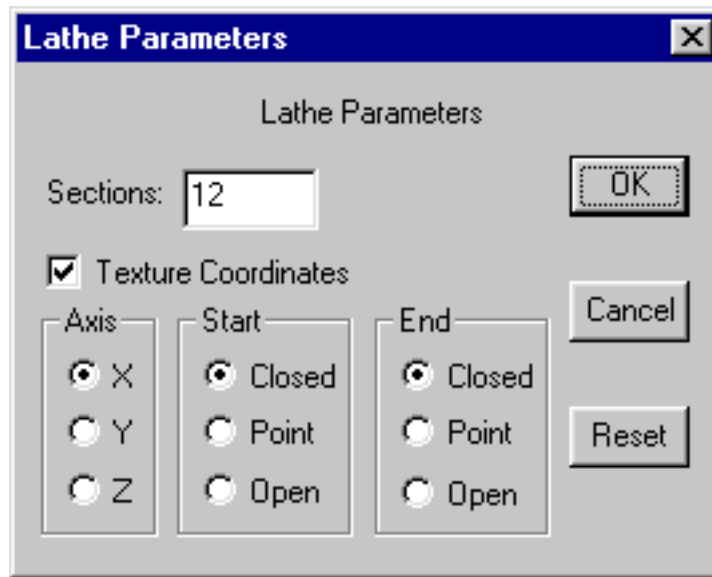 Lathe Parameters
Lathe Parameters
Sections: 12
OK
Texture Coordinates
Cancel
Axis Start End
X Closed Closed
Y Point Point
Reset
Z Open Open